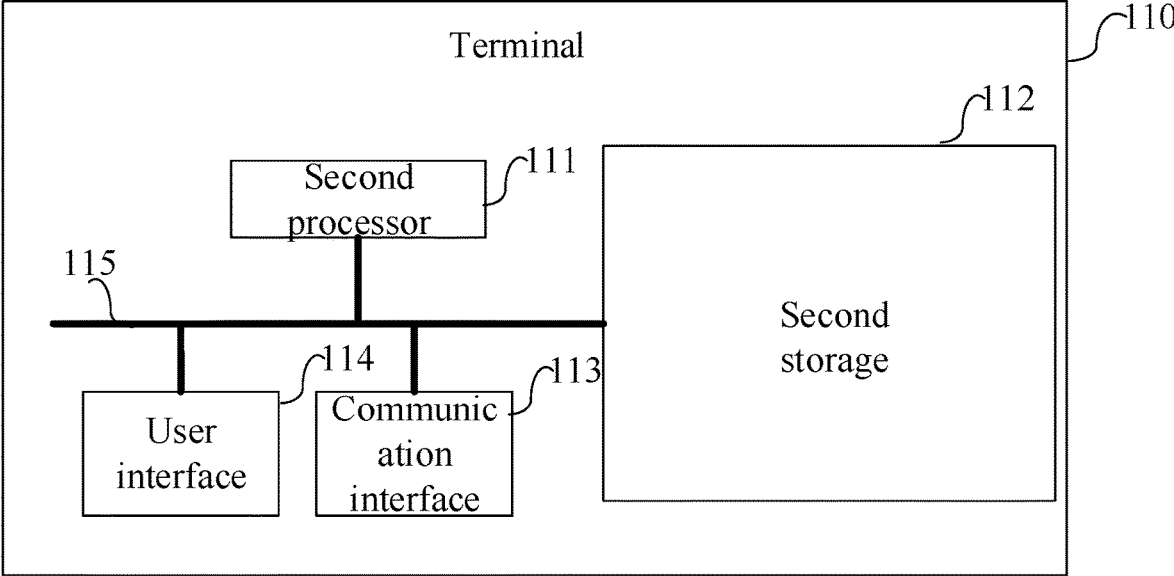 110
Terminal
112
111
Second
processor
115
Second
storage
114
113
User
interface
Communic
ation
interface